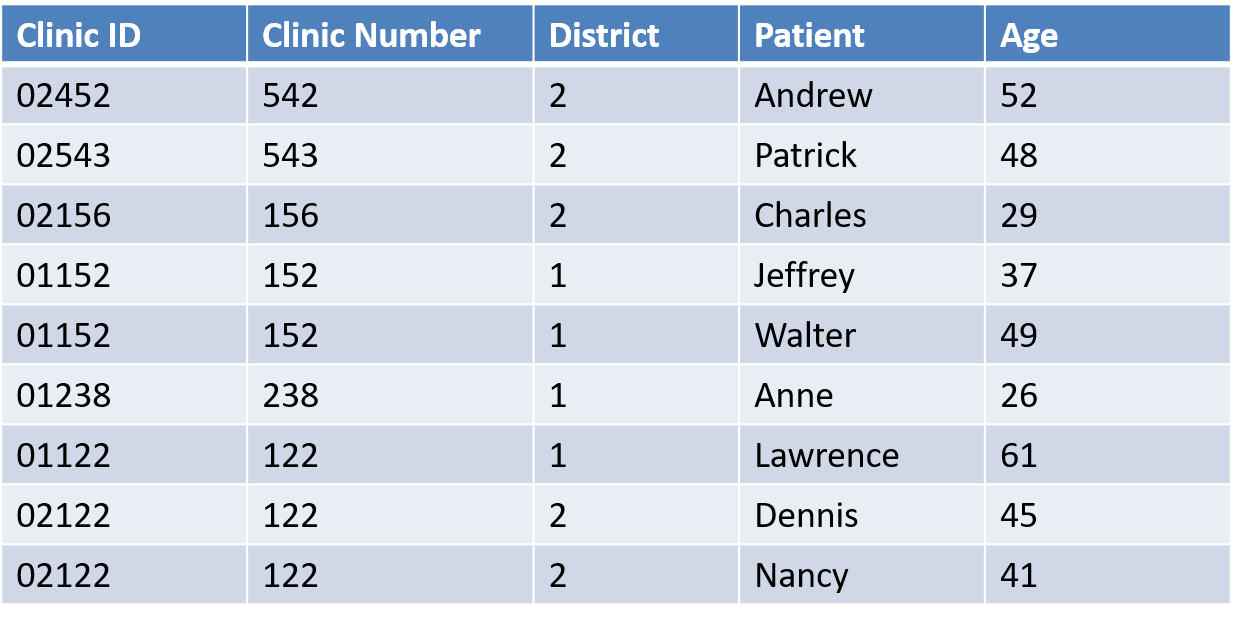 Clinic ID Clinic Number District Patient Age
02452 542 2 Andrew 52
02543 543 2 Patrick 48
02156 156 2 Charles 29
01152 152 1 Jeffrey 37
01152 152 1 Walter 49
01238 238 1 Anne 26
01122 122 1 Lawrence 61
02122 122 2 Dennis 45
02122 122 2 Nancy 41